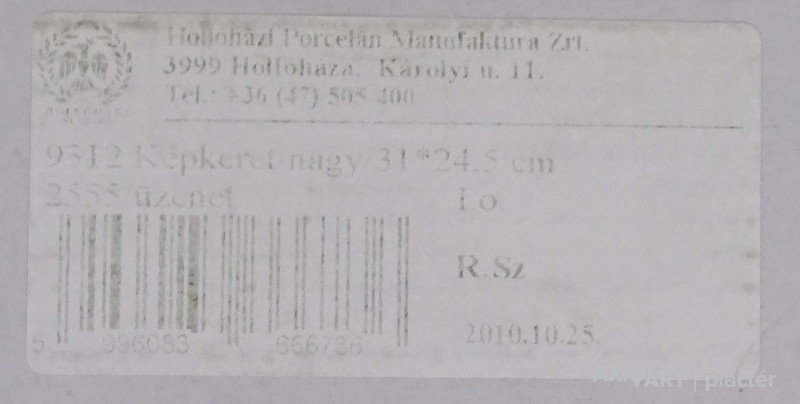 Hollóházi Porcelán Manufaktúra Zrt.
3999 Hollóháza. Károlyi u. 11.
Tel.: +36 (47) 505-400
9312 Képkeret/nagy/31*24.5 cm
2555/üzenet
I.o.
R.Sz
2010.10.25.
5 996083 666736
| piactér